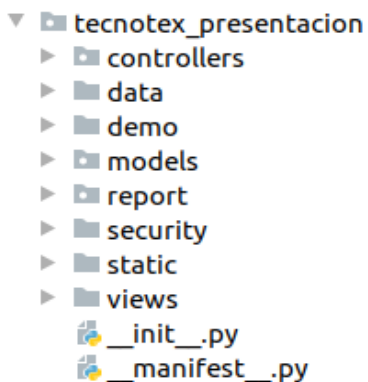 tecnotex_presentacion
controllers
data
demo
models
report
security
static
views
__init__.py
__manifest__.py